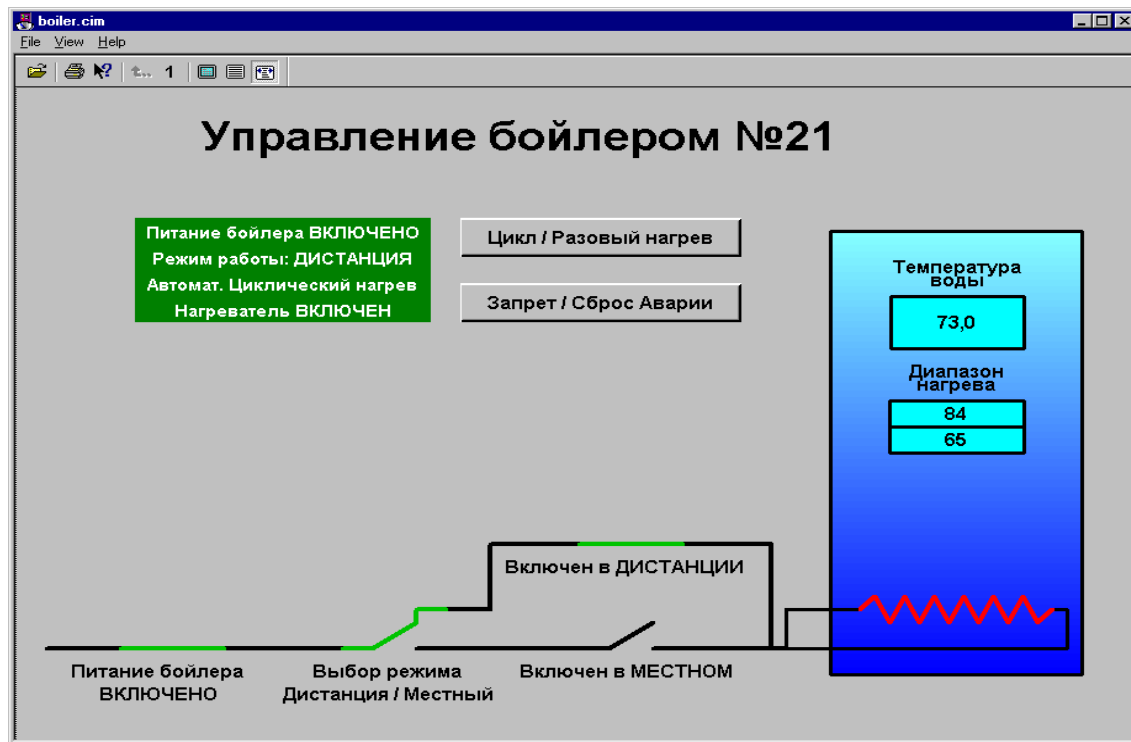 boiler.cim
File View Help
1
Управление бойлером №21
Питание бойлера ВКЛЮЧЕНО
Режим работы: ДИСТАНЦИЯ
Автомат. Циклический нагрев
Нагреватель ВКЛЮЧЕН
Цикл / Разовый нагрев
Запрет / Сброс Аварии
Температура
воды
73,0
Диапазон
нагрева
84
65
Включен в ДИСТАНЦИИ
Питание бойлера
ВКЛЮЧЕНО
Выбор режима
Дистанция / Местный
Включен в МЕСТНОМ